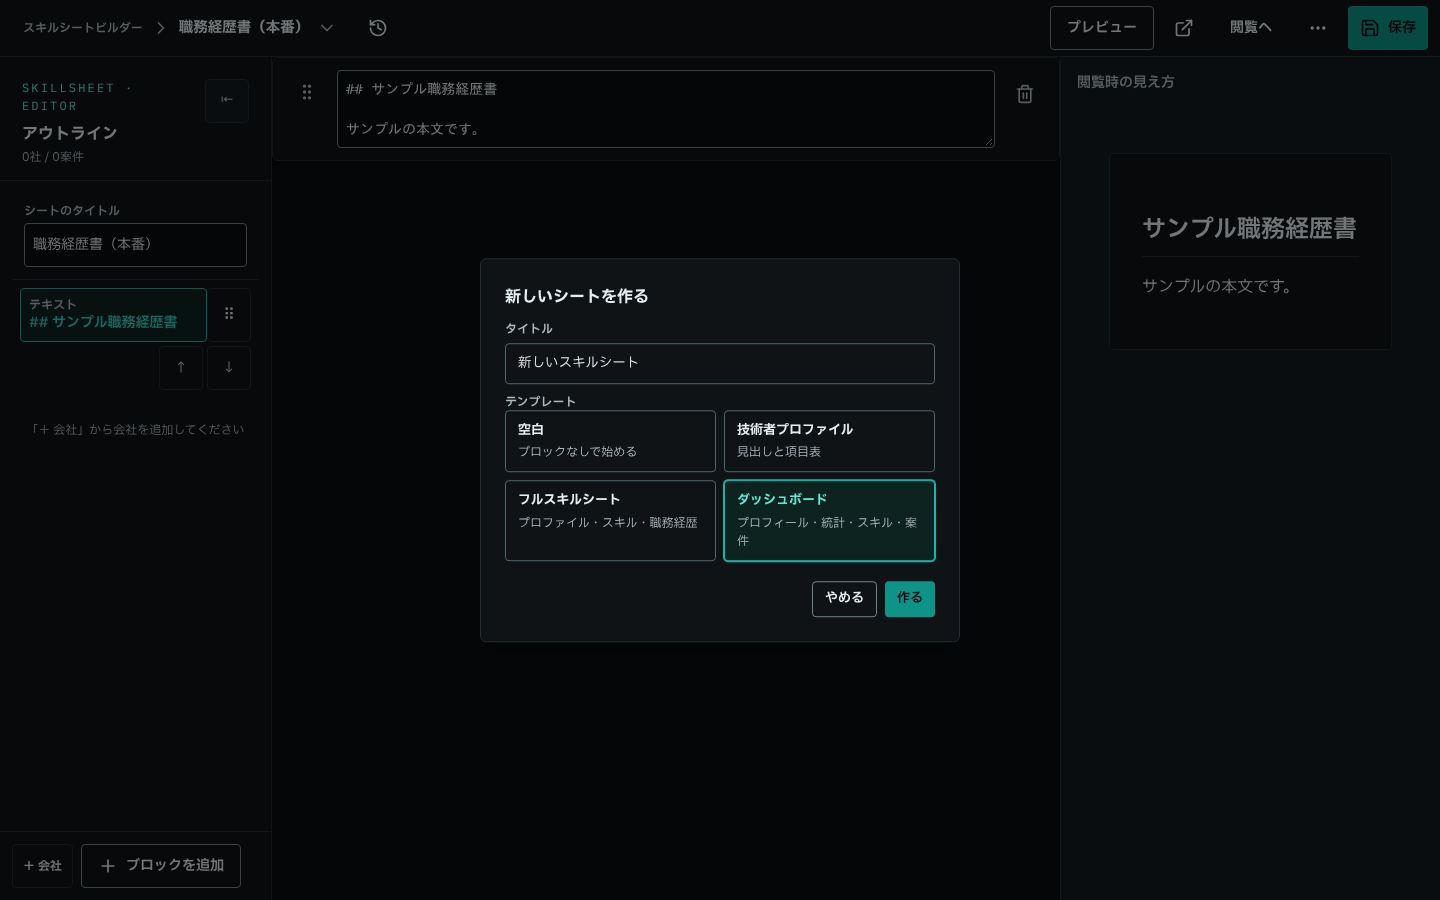 スキルシートビルダー
職務経歴書（本番）
プレビュー
閲覧へ
保存
SKILLSHEET ·
EDITOR
アウトライン
0社 / 0案件
シートのタイトル
職務経歴書（本番）
テキスト
## サンプル職務経歴書
↑
↓
「＋ 会社」から会社を追加してください
+ 会社
ブロックを追加
## サンプル職務経歴書
サンプルの本文です。
閲覧時の見え方
サンプル職務経歴書
サンプルの本文です。
新しいシートを作る
タイトル
新しいスキルシート
テンプレート
空白
ブロックなしで始める
技術者プロファイル
見出しと項目表
フルスキルシート
プロファイル・スキル・職務経歴
ダッシュボード
プロフィール・統計・スキル・案
件
やめる
作る